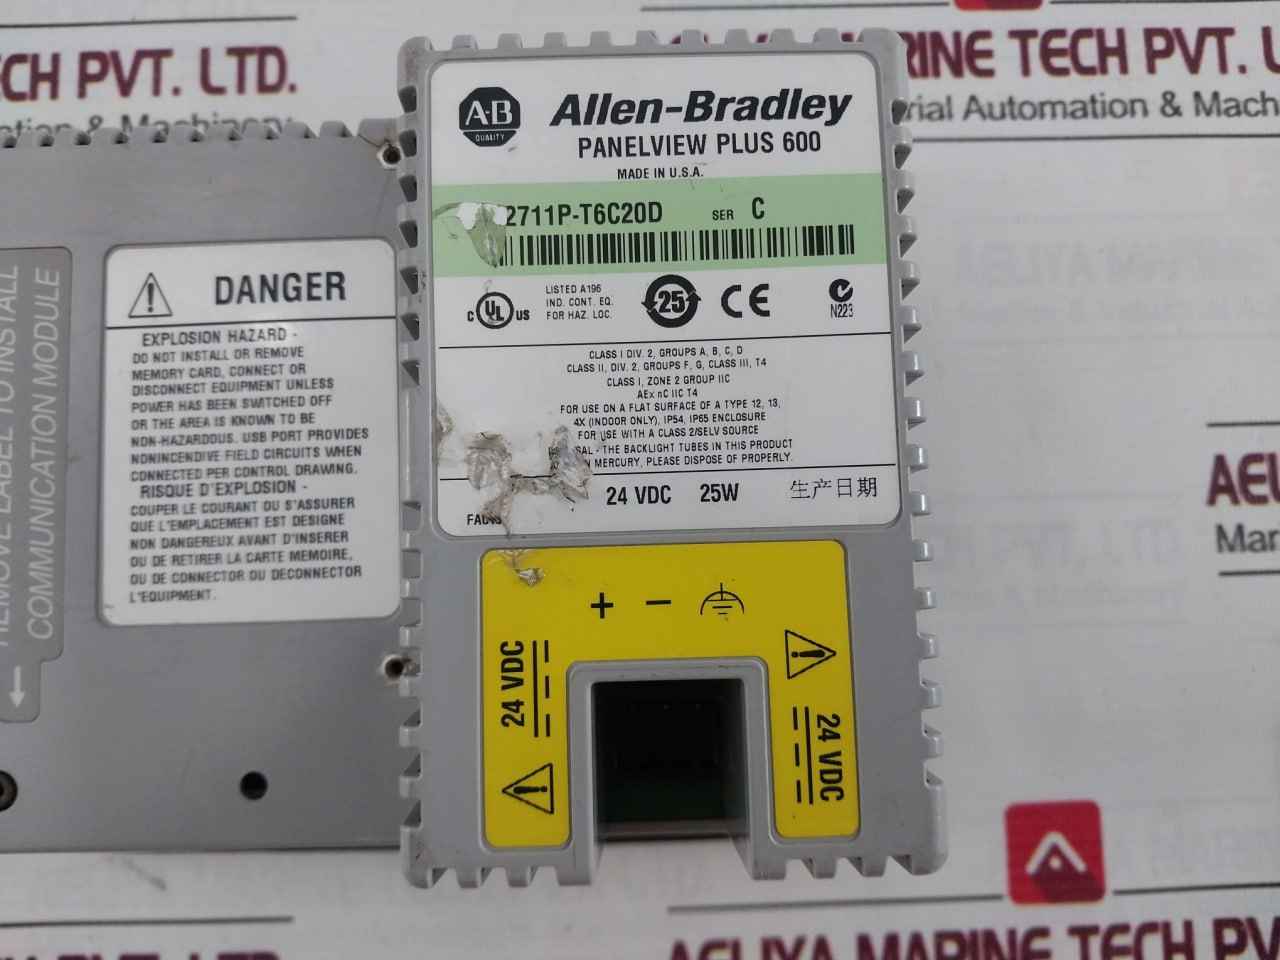 CH PVT. LTD.
ARINE TECH PVT. L
rial Automation & Mach
tion & Machinery
A-B
QUALITY
Allen-Bradley
PANELVIEW PLUS 600
MADE IN U.S.A.
2711P-T6C20D SER C
C UL US
LISTED A196
IND. CONT. EQ.
FOR HAZ. LOC.
25
CE
N223
CLASS I DIV. 2, GROUPS A, B, C, D
CLASS II, DIV. 2, GROUPS F, G, CLASS III, T4
CLASS I, ZONE 2 GROUP IIC
AEx nC IIC T4
FOR USE ON A FLAT SURFACE OF A TYPE 12, 13,
4X (INDOOR ONLY), IP54, IP65 ENCLOSURE
FOR USE WITH A CLASS 2/SELV SOURCE
SAL - THE BACKLIGHT TUBES IN THIS PRODUCT
N MERCURY, PLEASE DISPOSE OF PROPERLY.
24 VDC 25W 生产日期
+ -
24 VDC
24 VDC
DANGER
EXPLOSION HAZARD -
DO NOT INSTALL OR REMOVE
MEMORY CARD, CONNECT OR
DISCONNECT EQUIPMENT UNLESS
POWER HAS BEEN SWITCHED OFF
OR THE AREA IS KNOWN TO BE
NON-HAZARDOUS. USB PORT PROVIDES
NONINCENDIVE FIELD CIRCUITS WHEN
CONNECTED PER CONTROL DRAWING.
RISQUE D'EXPLOSION -
COUPER LE COURANT OU S'ASSURER
QUE L'EMPLACEMENT EST DESIGNE
NON DANGEREUX AVANT D'INSERER
OU DE RETIRER LA CARTE MEMOIRE,
OU DE CONNECTOR OU DECONNECTOR
L'EQUIPMENT.
REMOVE LABEL TO INSTALL
COMMUNICATION MODULE
AEL
Mar
AELIYA MARINE TECH PVT